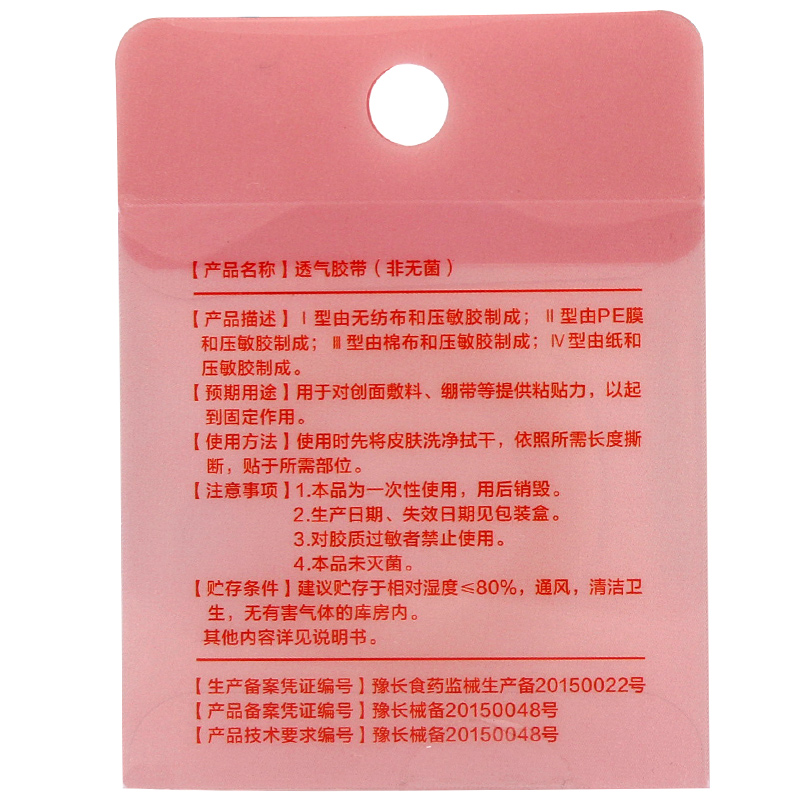 【产品名称】透气胶带（非无菌）
【产品描述】Ⅰ型由无纺布和压敏胶制成；Ⅱ型由PE膜
和压敏胶制成；Ⅲ型由棉布和压敏胶制成；Ⅳ型由纸和
压敏胶制成。
【预期用途】用于对创面敷料、绷带等提供粘贴力，以起
到固定作用。
【使用方法】使用时先将皮肤洗净拭干，依照所需长度撕
断，贴于所需部位。
【注意事项】1.本品为一次性使用，用后销毁。
2.生产日期、失效日期见包装盒。
3.对胶质过敏者禁止使用。
4.本品未灭菌。
【贮存条件】建议贮存于相对湿度≤80%，通风，清洁卫
生，无有害气体的库房内。
其他内容详见说明书。
【生产备案凭证编号】豫长食药监械生产备20150022号
【产品备案凭证编号】豫长械备20150048号
【产品技术要求编号】豫长械备20150048号